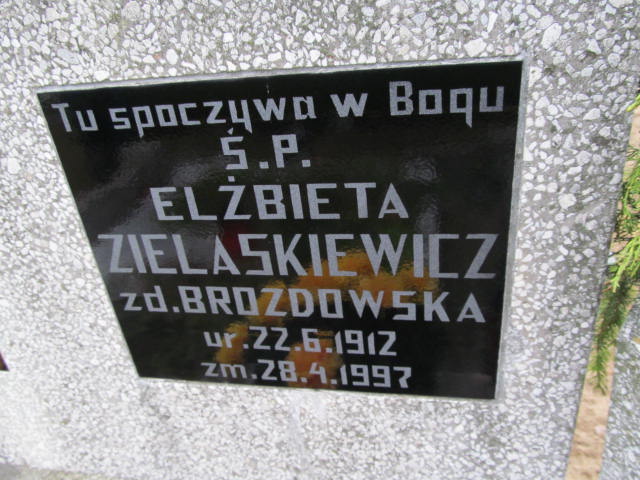 Tu spoczywa w Bogu
Ś.P.
ELŻBIETA
ZIELASKIEWICZ
zd.BROZDOWSKA
ur.22.6.1912
zm.28.4.1997